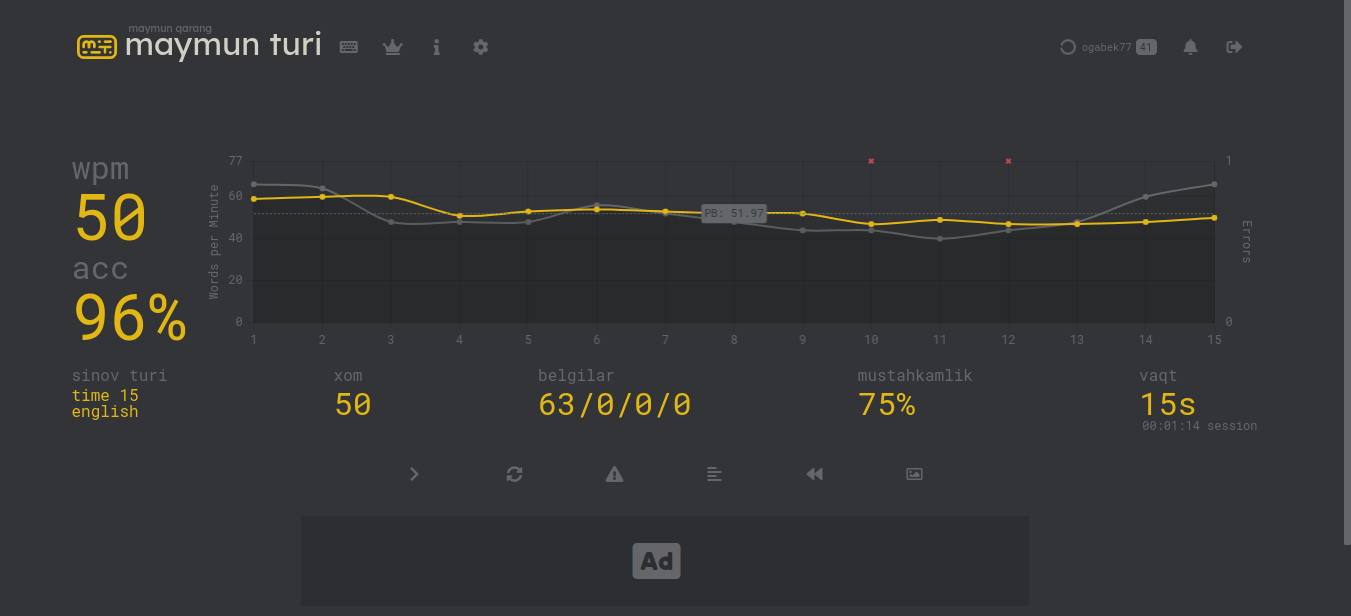 maymun qarang
maymun turi
ogabek77 41
wpm
50
acc
96%
Words per Minute
77
60
40
20
0
PB: 51.97
1
0
Errors
1 2 3 4 5 6 7 8 9 10 11 12 13 14 15
sinov turi
time 15
english
xom
50
belgilar
63/0/0/0
mustahkamlik
75%
vaqt
15s
00:01:14 session
Ad